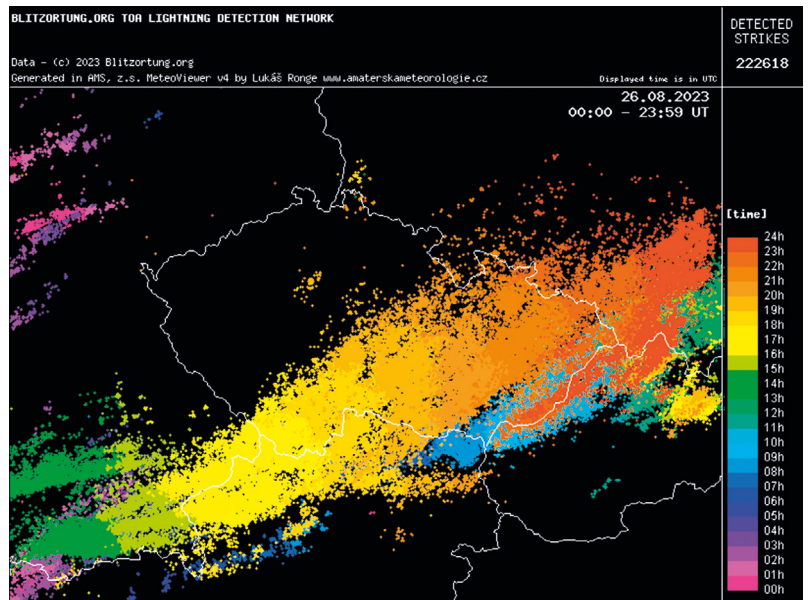 BLITZORTUNG.ORG TOA LIGHTNING DETECTION NETWORK
Data - (c) 2023 Blitzortung.org
Generated in AMS, z.s. MeteoViewer v4 by Lukáš Ronge www.amaterskameteorologie.cz
Displayed time is in UTC
26.08.2023
00:00 - 23:59 UT
DETECTED
STRIKES
222618
[time]
24h
23h
22h
21h
20h
19h
18h
17h
16h
15h
14h
13h
12h
11h
10h
09h
08h
07h
06h
05h
04h
03h
02h
01h
00h